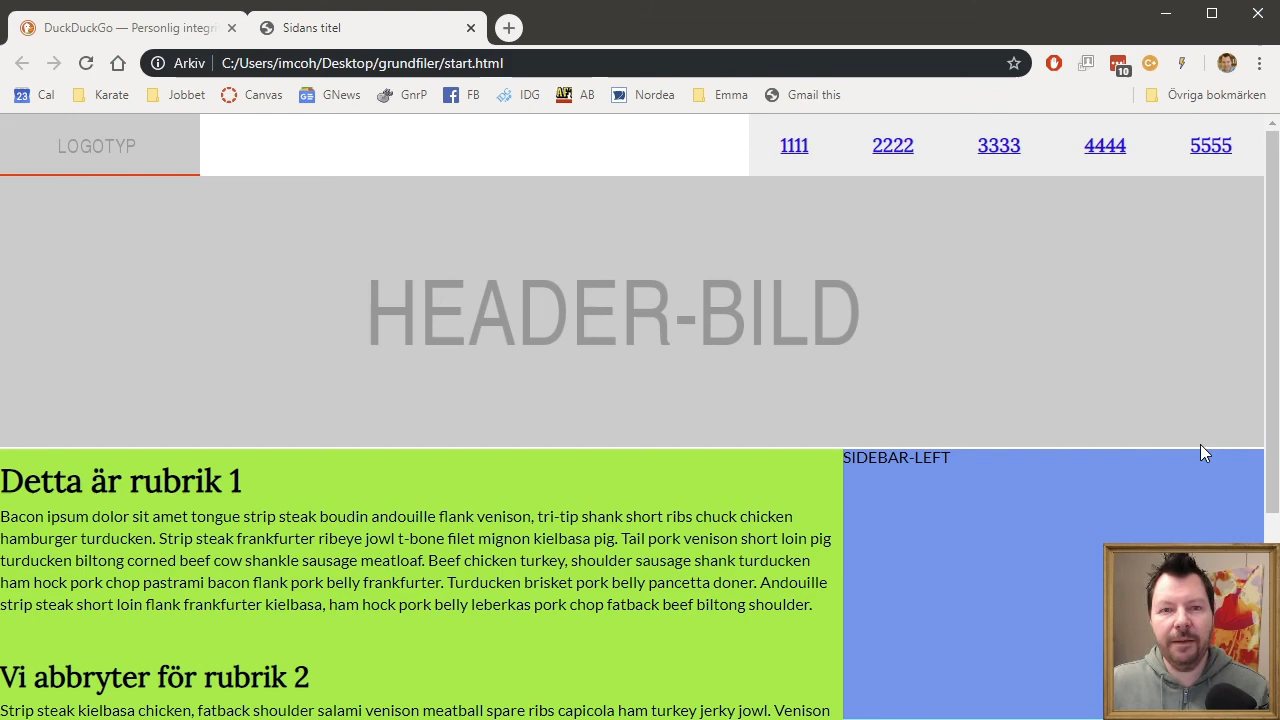 DuckDuckGo — Personlig integri
Sidans titel
Arkiv
C:/Users/imcoh/Desktop/grundfiler/start.html
10
23
Cal
Karate
Jobbet
Canvas
GNews
GnrP
FB
IDG
AB
Nordea
Emma
Gmail this
Övriga bokmärken
LOGOTYP
1111
2222
3333
4444
5555
HEADER-BILD
SIDEBAR-LEFT
Detta är rubrik 1
Bacon ipsum dolor sit amet tongue strip steak boudin andouille flank venison, tri-tip shank short ribs chuck chicken
hamburger turducken. Strip steak frankfurter ribeye jowl t-bone filet mignon kielbasa pig. Tail pork venison short loin pig
turducken biltong corned beef cow shankle sausage meatloaf. Beef chicken turkey, shoulder sausage shank turducken
ham hock pork chop pastrami bacon flank pork belly frankfurter. Turducken brisket pork belly pancetta doner. Andouille
strip steak short loin flank frankfurter kielbasa, ham hock pork belly leberkas pork chop fatback beef biltong shoulder.
Vi abbryter för rubrik 2
Strip steak kielbasa chicken, fatback shoulder salami venison meatball spare ribs capicola ham turkey jerky jowl. Venison